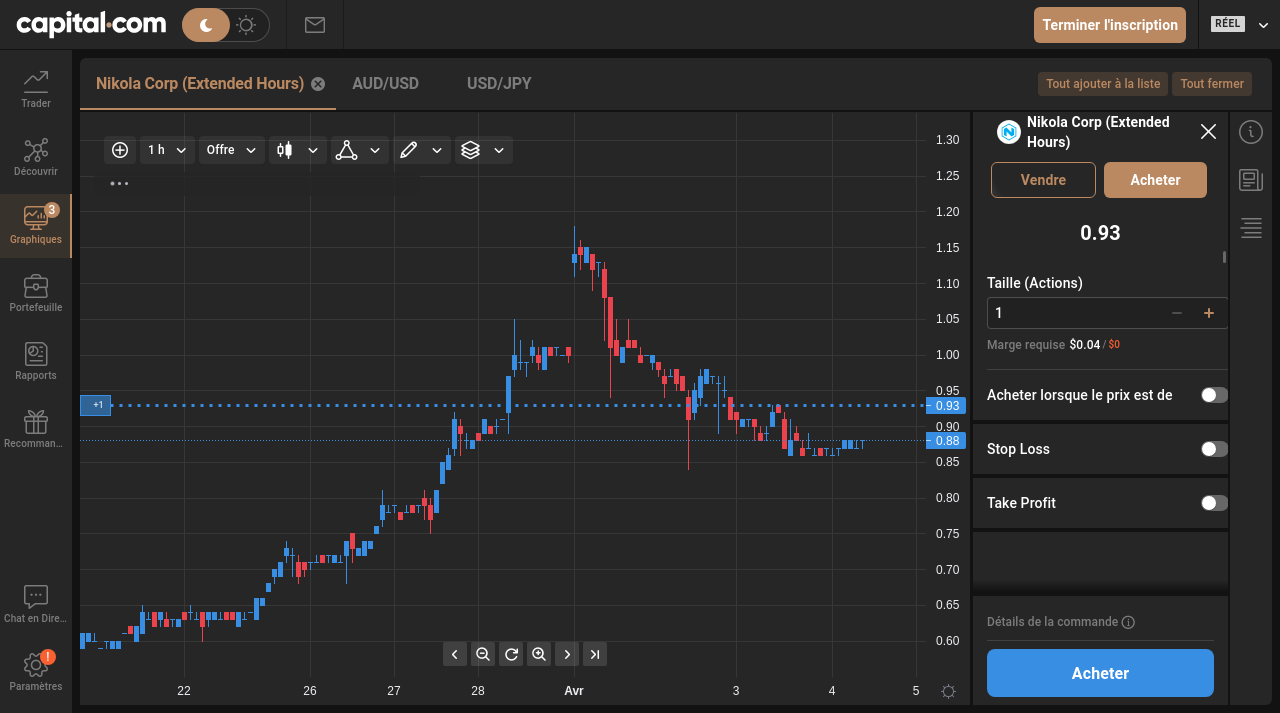 capital.com
Terminer l'inscription
RÉEL
Trader
Découvrir
3
Graphiques
Portefeuille
Rapports
Recomman...
Chat en Dire...
!
Paramètres
Nikola Corp (Extended Hours)
AUD/USD
USD/JPY
Tout ajouter à la liste
Tout fermer
1 h
Offre
1.30
1.25
1.20
1.15
1.10
1.05
1.00
0.95
+1
0.93
0.90
0.88
0.85
0.80
0.75
0.70
0.65
0.60
22
26
27
28
Avr
3
4
5
Nikola Corp (Extended
Hours)
Vendre
Acheter
0.93
Taille (Actions)
1
Marge requise $0.04 / $0
Acheter lorsque le prix est de
Stop Loss
Take Profit
Détails de la commande
Acheter